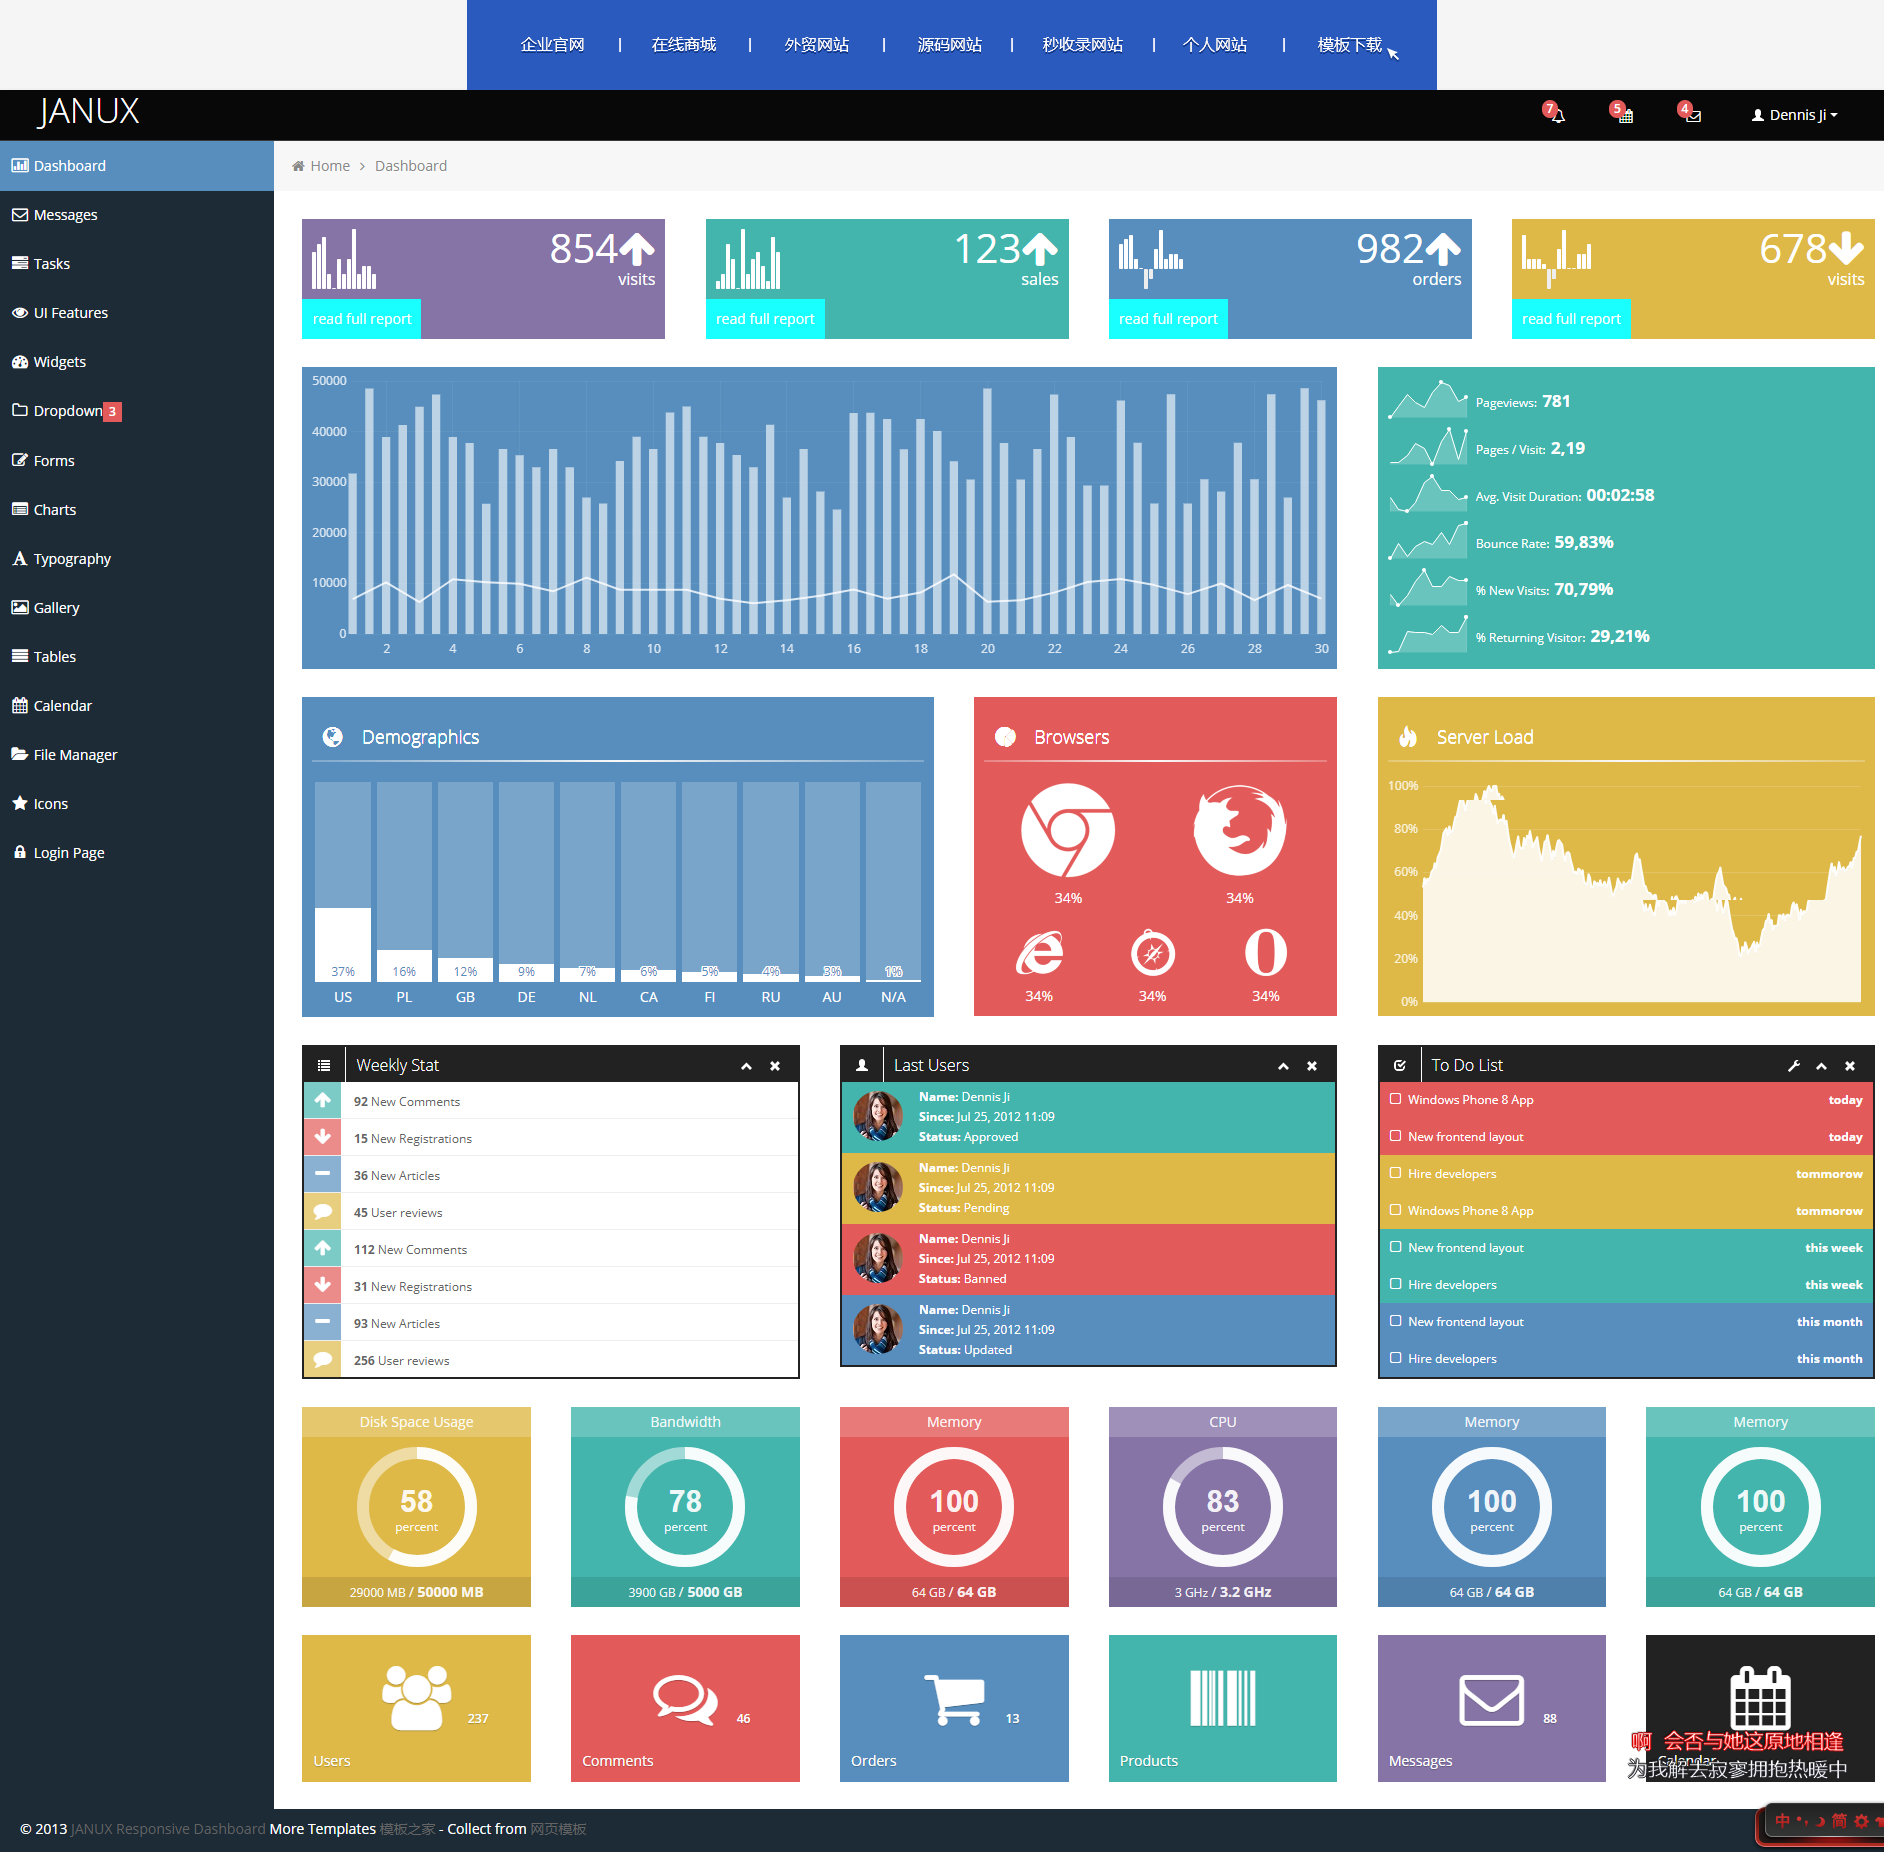 企业官网 | 在线商城 | 外贸网站 | 源码网站 | 秒收录网站 | 个人网站 | 模板下载
JANUX 7 5 4 Dennis Ji
Dashboard
Messages
Tasks
UI Features
Widgets
Dropdown 3
Forms
Charts
Typography
Gallery
Tables
Calendar
File Manager
Icons
Login Page
Home > Dashboard
854
visits
read full report
123
sales
read full report
982
orders
read full report
678
visits
read full report
50000
40000
30000
20000
10000
0
2 4 6 8 10 12 14 16 18 20 22 24 26 28 30
Pageviews: 781
Pages / Visit: 2,19
Avg. Visit Duration: 00:02:58
Bounce Rate: 59,83%
% New Visits: 70,79%
% Returning Visitor: 29,21%
Demographics
37% 16% 12% 9% 7% 6% 5% 4% 3% 1%
US PL GB DE NL CA FI RU AU N/A
Browsers
34% 34%
34% 34% 34%
Server Load
100%
80%
60%
40%
20%
0%
Weekly Stat
92 New Comments
15 New Registrations
36 New Articles
45 User reviews
112 New Comments
31 New Registrations
93 New Articles
256 User reviews
Last Users
Name: Dennis Ji
Since: Jul 25, 2012 11:09
Status: Approved
Name: Dennis Ji
Since: Jul 25, 2012 11:09
Status: Pending
Name: Dennis Ji
Since: Jul 25, 2012 11:09
Status: Banned
Name: Dennis Ji
Since: Jul 25, 2012 11:09
Status: Updated
To Do List
Windows Phone 8 App today
New frontend layout today
Hire developers tommorow
Windows Phone 8 App tommorow
New frontend layout this week
Hire developers this week
New frontend layout this month
Hire developers this month
Disk Space Usage
58
percent
29000 MB / 50000 MB
Bandwidth
78
percent
3900 GB / 5000 GB
Memory
100
percent
64 GB / 64 GB
CPU
83
percent
3 GHz / 3.2 GHz
Memory
100
percent
64 GB / 64 GB
Memory
100
percent
64 GB / 64 GB
237
Users
46
Comments
13
Orders
Products
88
Messages
Calendar
啊 会否与她这原地相逢
为我解去寂寥拥抱热暖中
© 2013 JANUX Responsive Dashboard More Templates 模板之家 - Collect from 网页模板
中 简